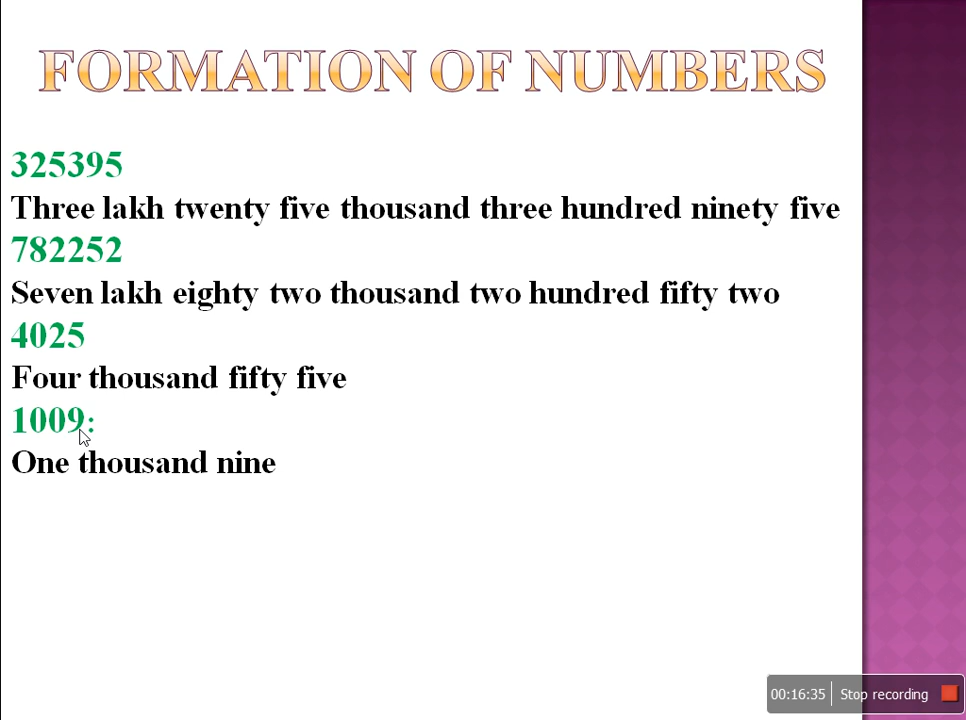 FORMATION OF NUMBERS
325395
Three lakh twenty five thousand three hundred ninety five
782252
Seven lakh eighty two thousand two hundred fifty two
4025
Four thousand fifty five
1009:
One thousand nine
00:16:35 Stop recording